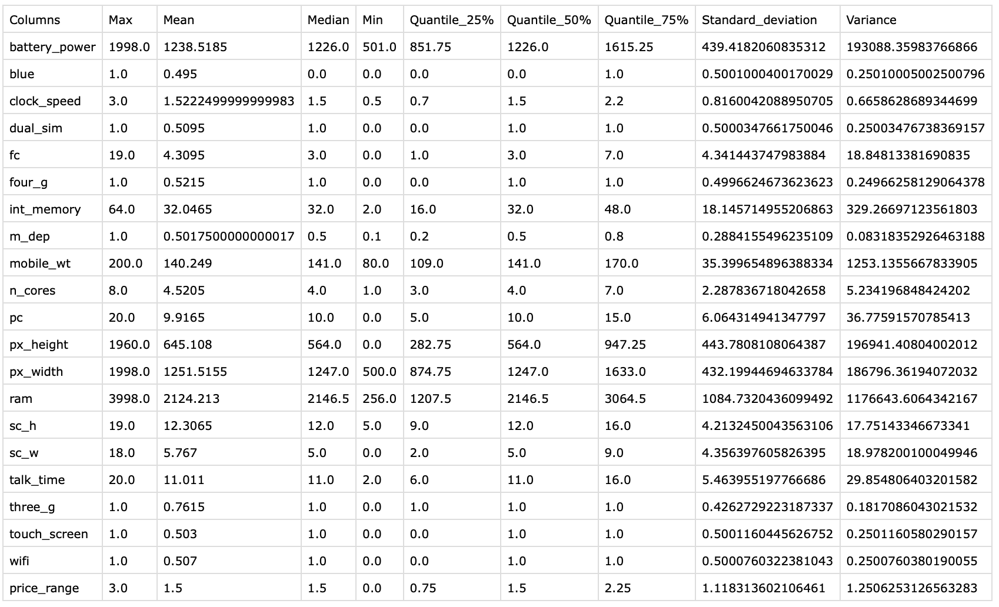 Columns Max Mean Median Min Quantile_25% Quantile_50% Quantile_75% Standard_deviation Variance
battery_power 1998.0 1238.5185 1226.0 501.0 851.75 1226.0 1615.25 439.4182060835312 193088.35983766866
blue 1.0 0.495 0.0 0.0 0.0 0.0 1.0 0.5001000400170029 0.25010005002500796
clock_speed 3.0 1.5222499999999983 1.5 0.5 0.7 1.5 2.2 0.8160042088950705 0.6658628689344699
dual_sim 1.0 0.5095 1.0 0.0 0.0 1.0 1.0 0.5000347661750046 0.25003476738369157
fc 19.0 4.3095 3.0 0.0 1.0 3.0 7.0 4.341443747983884 18.84813381690835
four_g 1.0 0.5215 1.0 0.0 0.0 1.0 1.0 0.4996624673623623 0.24966258129064378
int_memory 64.0 32.0465 32.0 2.0 16.0 32.0 48.0 18.145714955206863 329.26697123561803
m_dep 1.0 0.5017500000000017 0.5 0.1 0.2 0.5 0.8 0.2884155496235109 0.08318352926463188
mobile_wt 200.0 140.249 141.0 80.0 109.0 141.0 170.0 35.399654896388334 1253.1355667833905
n_cores 8.0 4.5205 4.0 1.0 3.0 4.0 7.0 2.287836718042658 5.234196848424202
pc 20.0 9.9165 10.0 0.0 5.0 10.0 15.0 6.064314941347797 36.77591570785413
px_height 1960.0 645.108 564.0 0.0 282.75 564.0 947.25 443.7808108064387 196941.40804002012
px_width 1998.0 1251.5155 1247.0 500.0 874.75 1247.0 1633.0 432.19944694633784 186796.36194072032
ram 3998.0 2124.213 2146.5 256.0 1207.5 2146.5 3064.5 1084.7320436099492 1176643.6064342167
sc_h 19.0 12.3065 12.0 5.0 9.0 12.0 16.0 4.2132450043563106 17.75143346673341
sc_w 18.0 5.767 5.0 0.0 2.0 5.0 9.0 4.356397605826395 18.978200100049946
talk_time 20.0 11.011 11.0 2.0 6.0 11.0 16.0 5.463955197766686 29.854806403201582
three_g 1.0 0.7615 1.0 0.0 1.0 1.0 1.0 0.4262729223187337 0.1817086043021532
touch_screen 1.0 0.503 1.0 0.0 0.0 1.0 1.0 0.5001160445626752 0.2501160580290157
wifi 1.0 0.507 1.0 0.0 0.0 1.0 1.0 0.5000760322381043 0.2500760380190055
price_range 3.0 1.5 1.5 0.0 0.75 1.5 2.25 1.118313602106461 1.2506253126563283